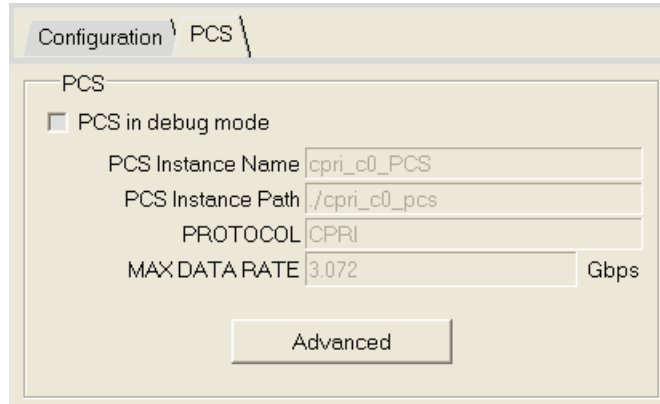 Configuration PCS
PCS
PCS in debug mode
PCS Instance Name cpri_c0_PCS
PCS Instance Path ./cpri_c0_pcs
PROTOCOL CPRI
MAX DATA RATE 3.072 Gbps
Advanced